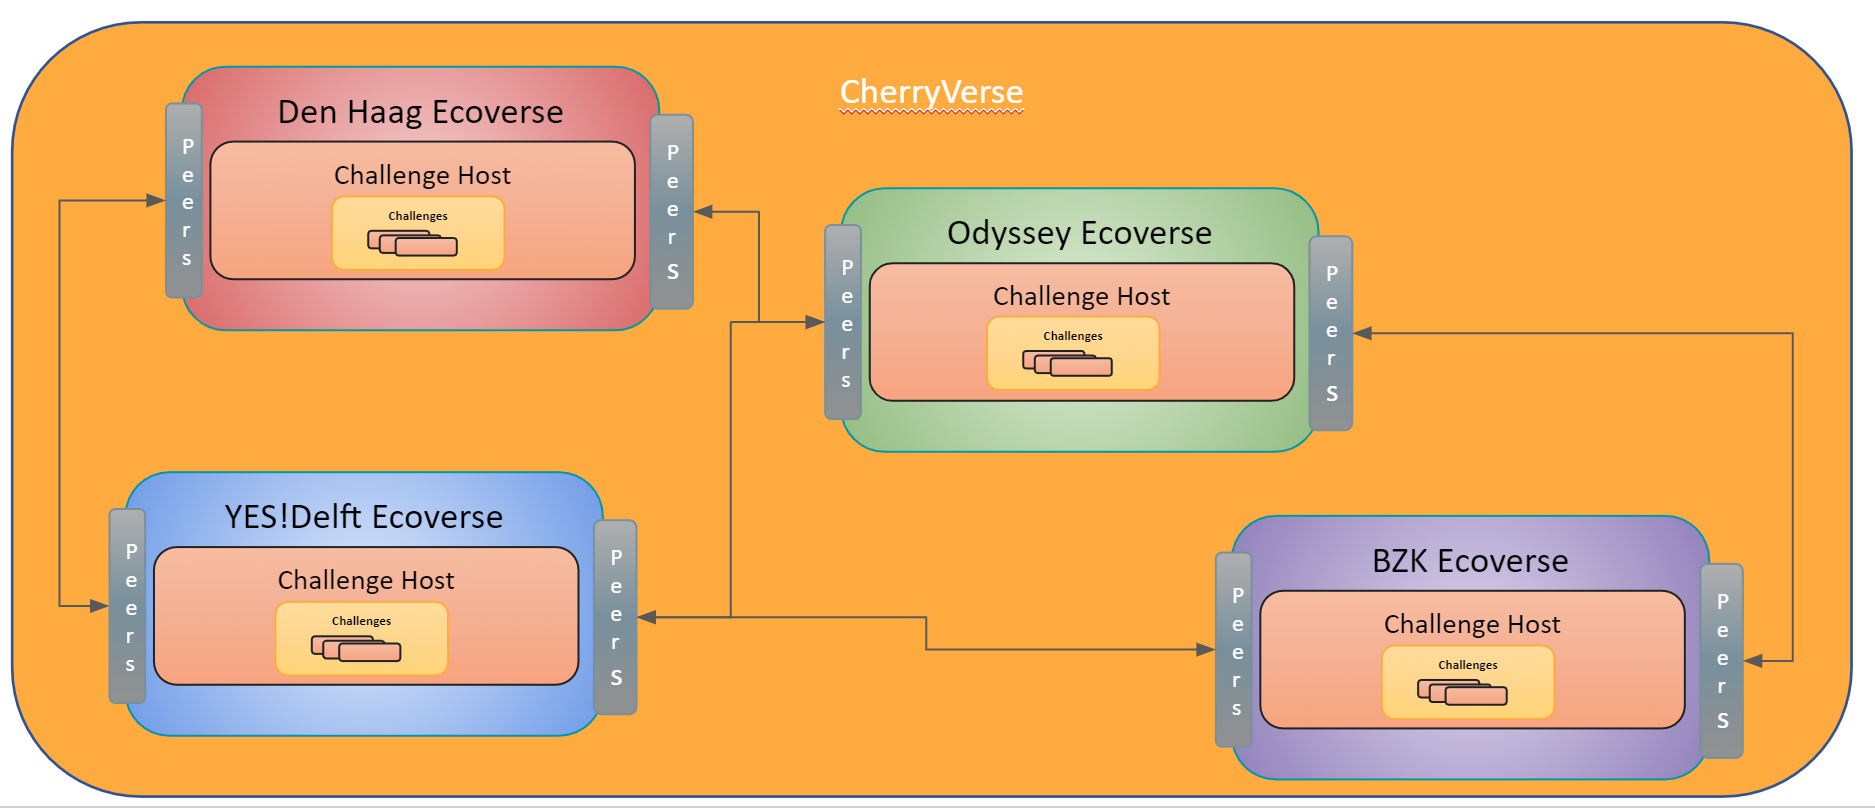 CherryVerse
Den Haag Ecoverse
Peers
Challenge Host
Challenges
Peers
Odyssey Ecoverse
Peers
Challenge Host
Challenges
Peers
YES!Delft Ecoverse
Peers
Challenge Host
Challenges
Peers
BZK Ecoverse
Peers
Challenge Host
Challenges
Peers